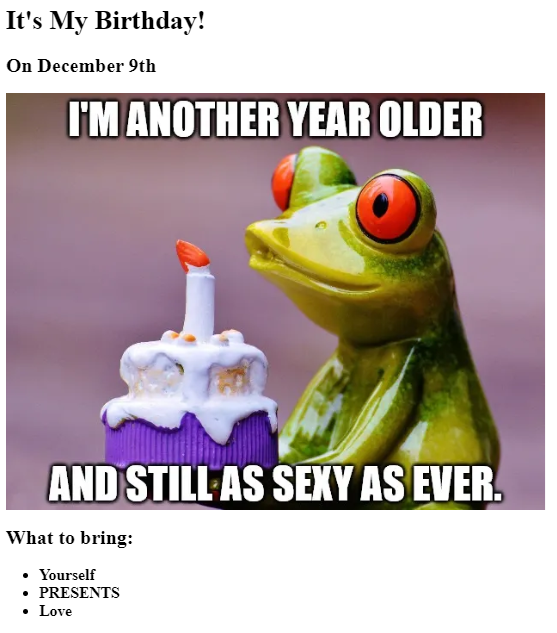 It's My Birthday!
On December 9th
I'M ANOTHER YEAR OLDER
AND STILL AS SEXY AS EVER.
What to bring:
Yourself
PRESENTS
Love